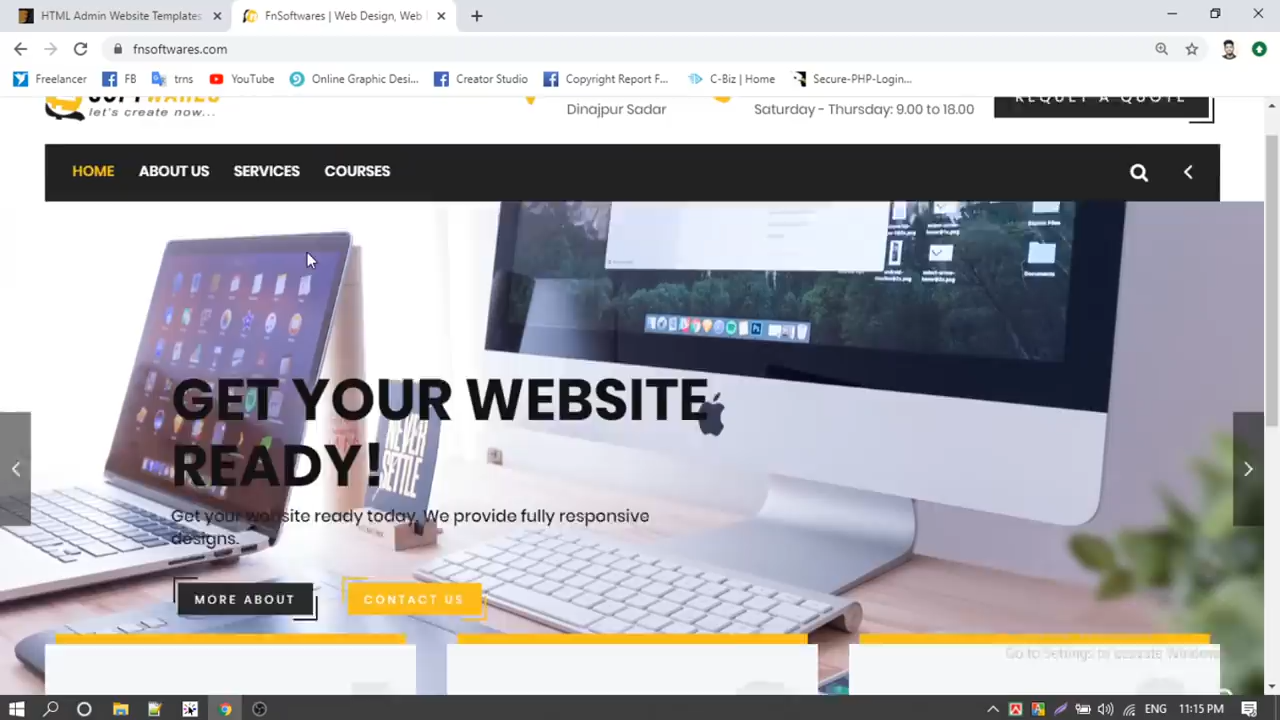 HTML Admin Website Templates
FnSoftwares | Web Design, Web
fnsoftwares.com
Freelancer
FB
trns
YouTube
Online Graphic Desi...
Creator Studio
Copyright Report F...
C-Biz | Home
Secure-PHP-Login...
SOFTWARES
let's create now...
Dinajpur Sadar
Saturday - Thursday: 9.00 to 18.00
REQUET A QUOTE
HOME
ABOUT US
SERVICES
COURSES
NEVER
SETTLE
GET YOUR WEBSITE
READY!
Get your website ready today. We provide fully responsive
designs.
MORE ABOUT
CONTACT US
Go to Settings to activate Windows.
ENG
11:15 PM